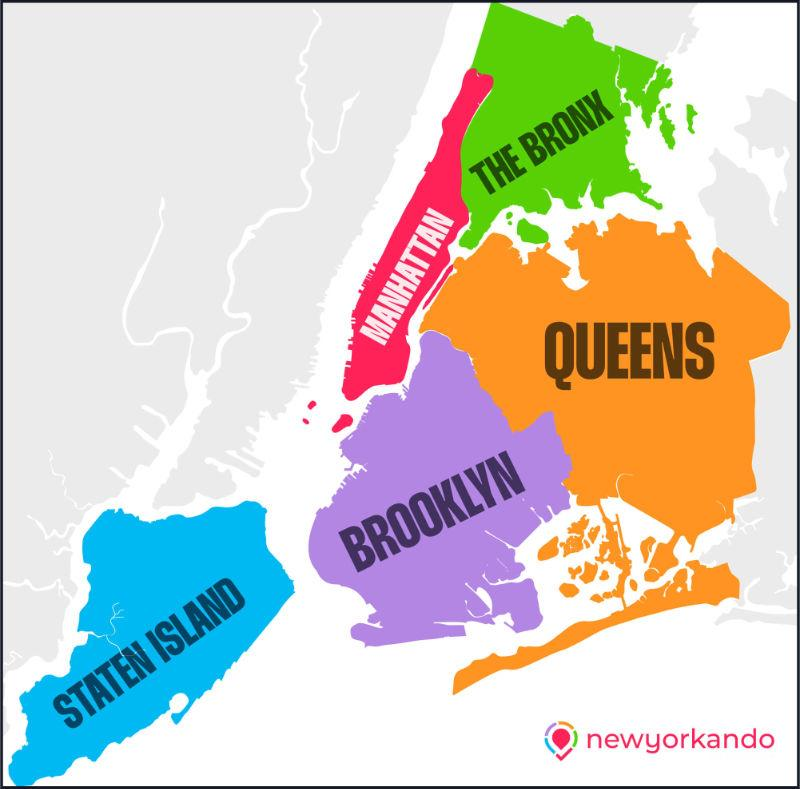 THE BRONX
MANHATTAN
QUEENS
BROOKLYN
STATEN ISLAND
newyorkando